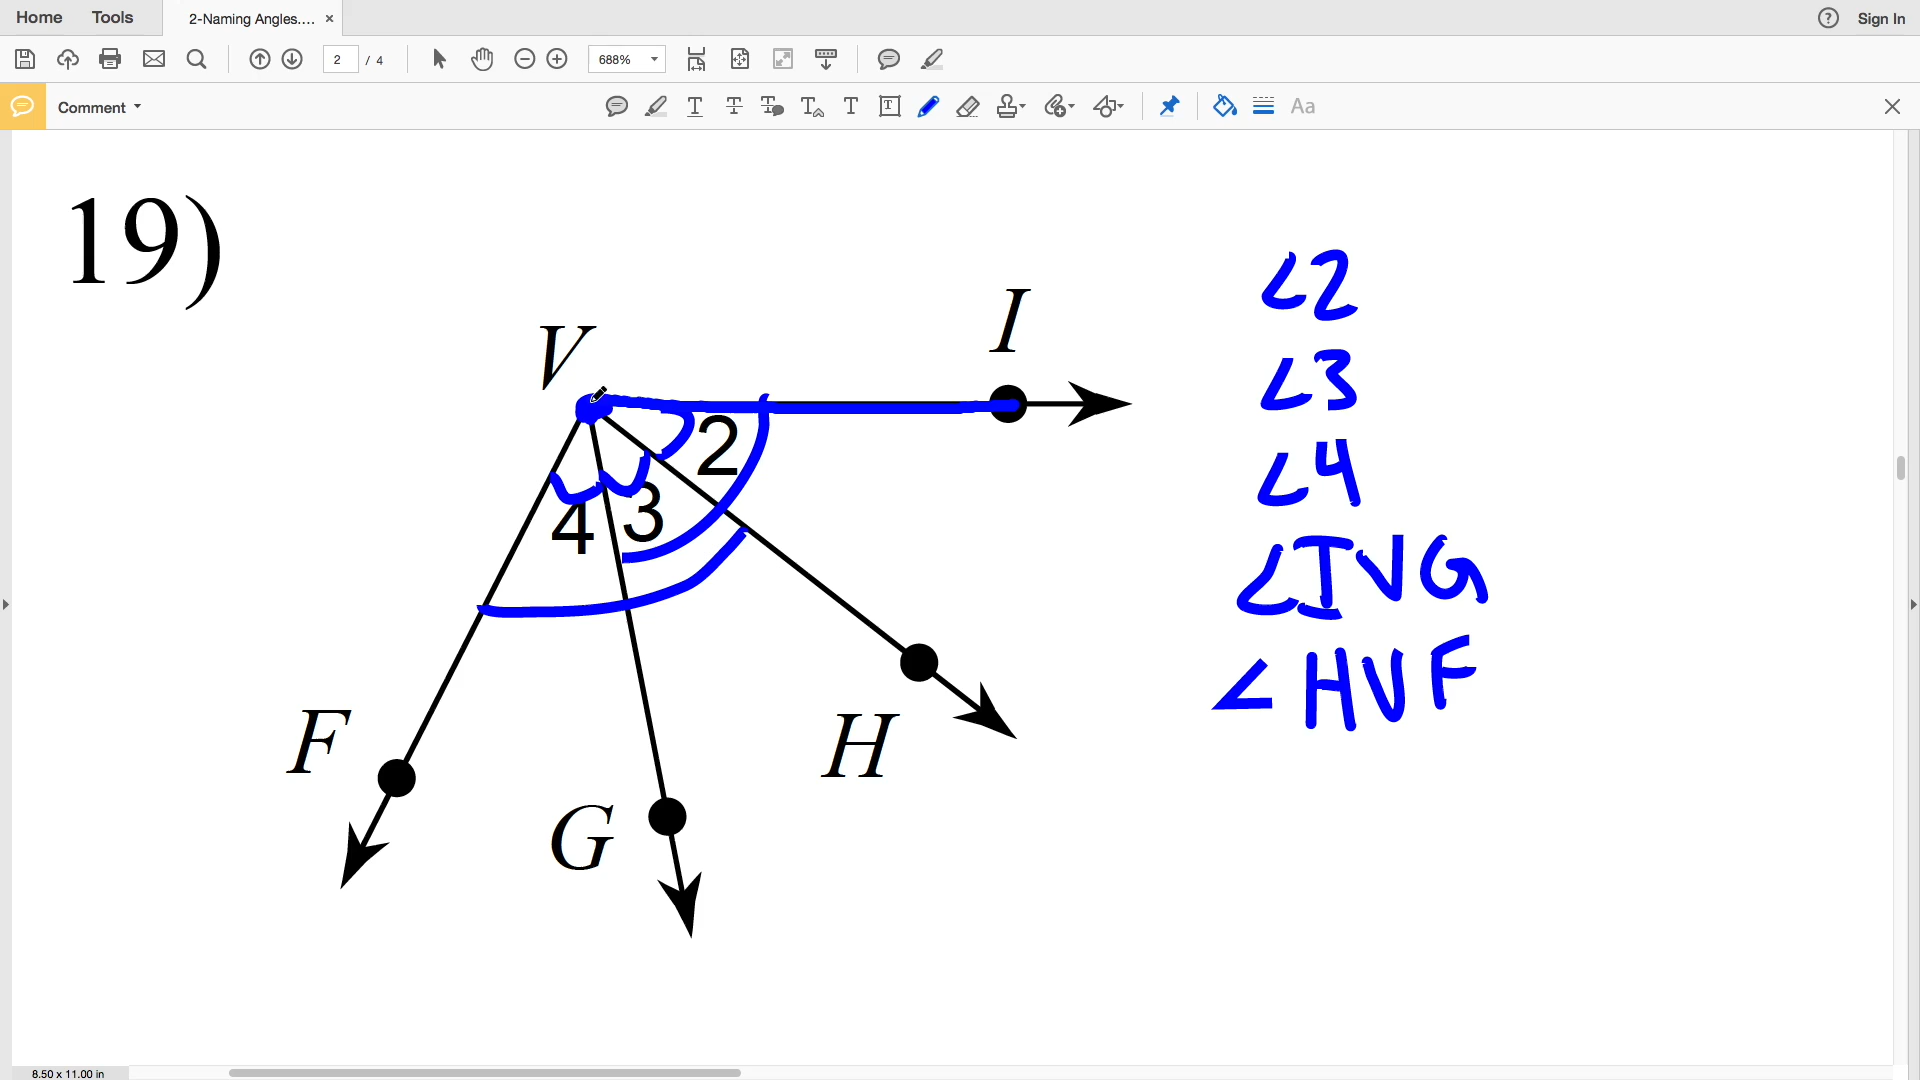 Home Tools 2-Naming Angles.... × ? Sign In
2 / 4 688%
Comment T T T T T T Aa
19)
V
I
2
3
4
F
G
H
∠2
∠3
∠4
∠IVG
∠HVF
8.50 x 11.00 in